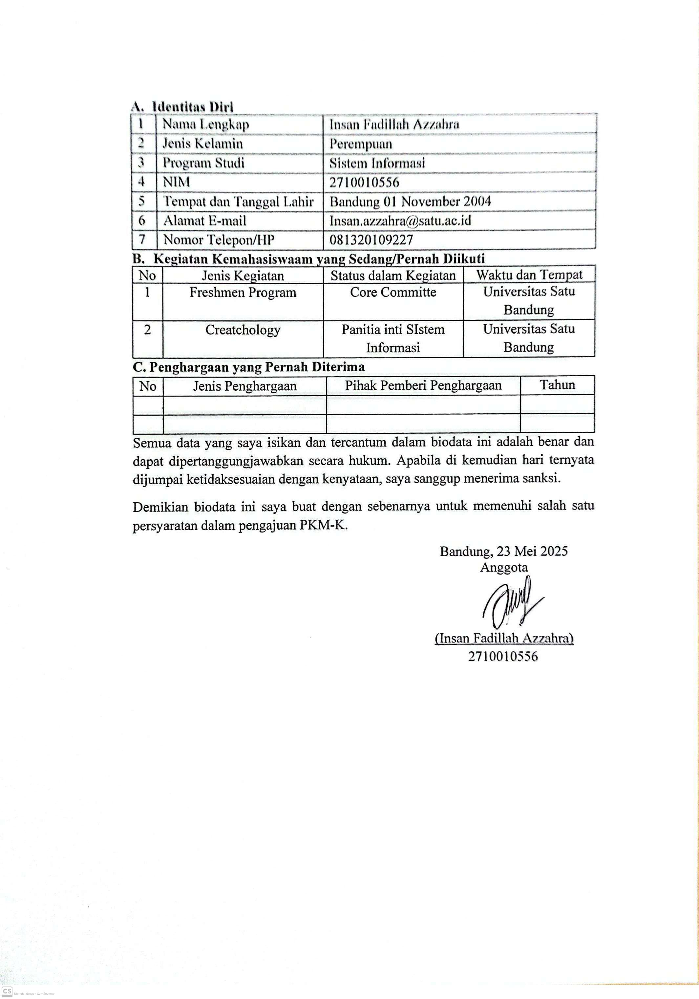 A. Identitas Diri
1 Nama Lengkap Insan Fadillah Azzahra
2 Jenis Kelamin Perempuan
3 Program Studi Sistem Informasi
4 NIM 2710010556
5 Tempat dan Tanggal Lahir Bandung 01 November 2004
6 Alamat E-mail Insan.azzahra@satu.ac.id
7 Nomor Telepon/HP 081320109227
B. Kegiatan Kemahasiswaam yang Sedang/Pernah Diikuti
No Jenis Kegiatan Status dalam Kegiatan Waktu dan Tempat
1 Freshmen Program Core Committe Universitas Satu
Bandung
2 Creatchology Panitia inti SIstem Universitas Satu
Informasi Bandung
C. Penghargaan yang Pernah Diterima
No Jenis Penghargaan Pihak Pemberi Penghargaan Tahun
Semua data yang saya isikan dan tercantum dalam biodata ini adalah benar dan
dapat dipertanggungjawabkan secara hukum. Apabila di kemudian hari ternyata
dijumpai ketidaksesuaian dengan kenyataan, saya sanggup menerima sanksi.
Demikian biodata ini saya buat dengan sebenarnya untuk memenuhi salah satu
persyaratan dalam pengajuan PKM-K.
Bandung, 23 Mei 2025
Anggota
(Insan Fadillah Azzahra)
2710010556
CS Dipindai dengan CamScanner